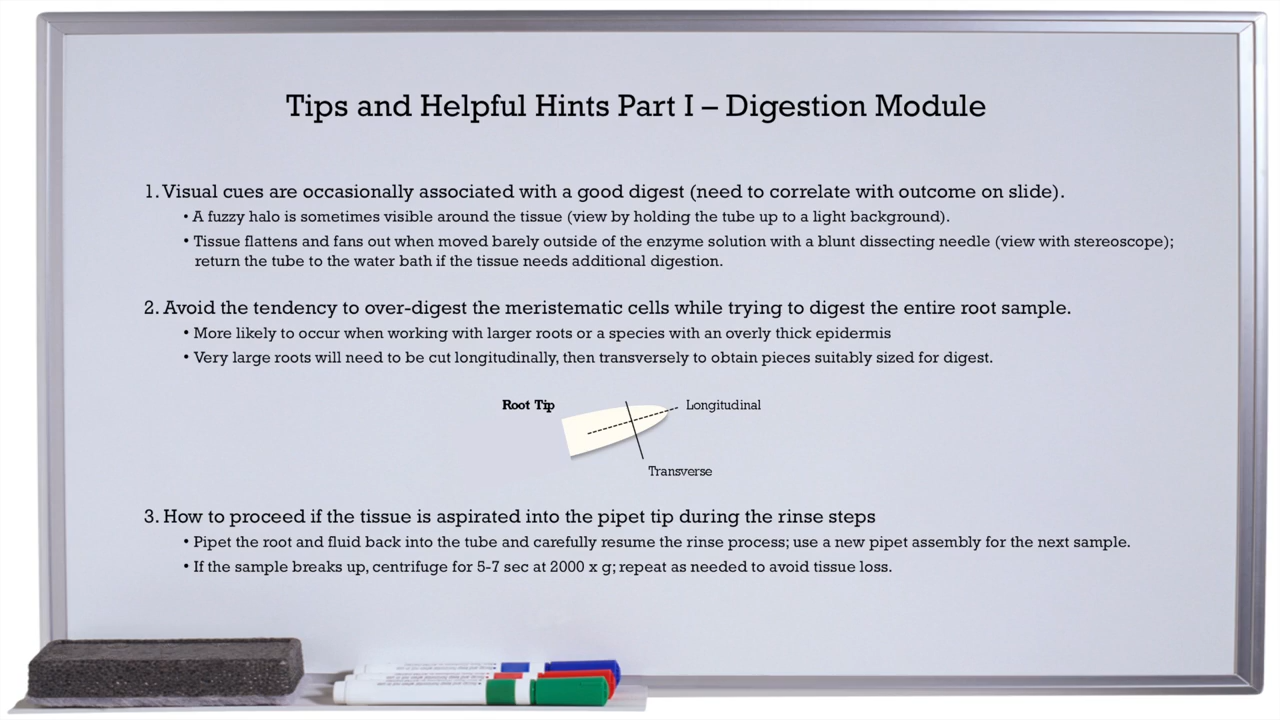 Tips and Helpful Hints Part I – Digestion Module
1. Visual cues are occasionally associated with a good digest (need to correlate with outcome on slide).
• A fuzzy halo is sometimes visible around the tissue (view by holding the tube up to a light background).
• Tissue flattens and fans out when moved barely outside of the enzyme solution with a blunt dissecting needle (view with stereoscope);
return the tube to the water bath if the tissue needs additional digestion.
2. Avoid the tendency to over-digest the meristematic cells while trying to digest the entire root sample.
• More likely to occur when working with larger roots or a species with an overly thick epidermis
• Very large roots will need to be cut longitudinally, then transversely to obtain pieces suitably sized for digest.
Root Tip
Longitudinal
Transverse
3. How to proceed if the tissue is aspirated into the pipet tip during the rinse steps
• Pipet the root and fluid back into the tube and carefully resume the rinse process; use a new pipet assembly for the next sample.
• If the sample breaks up, centrifuge for 5-7 sec at 2000 x g; repeat as needed to avoid tissue loss.